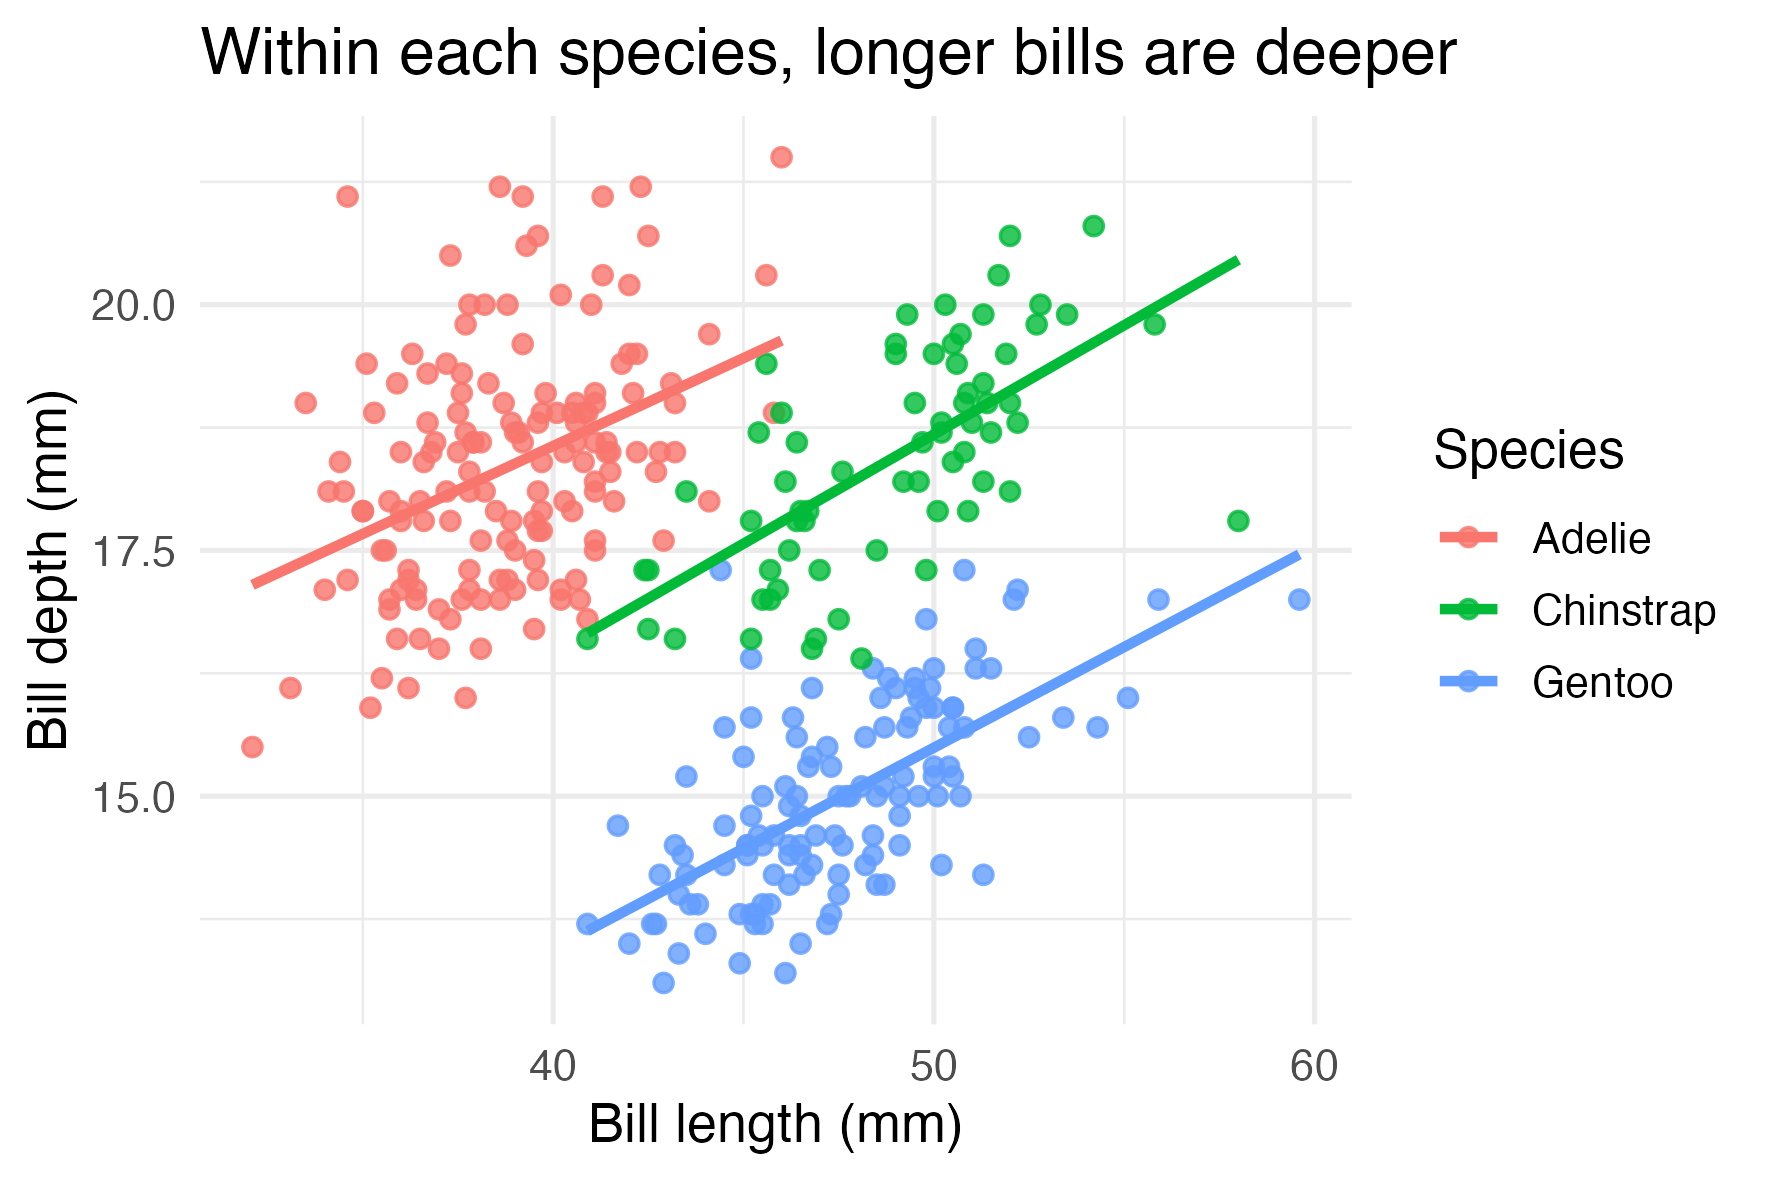 Within each species, longer bills are deeper
Bill depth (mm)
20.0
17.5
15.0
40 50 60
Bill length (mm)
Species
Adelie
Chinstrap
Gentoo